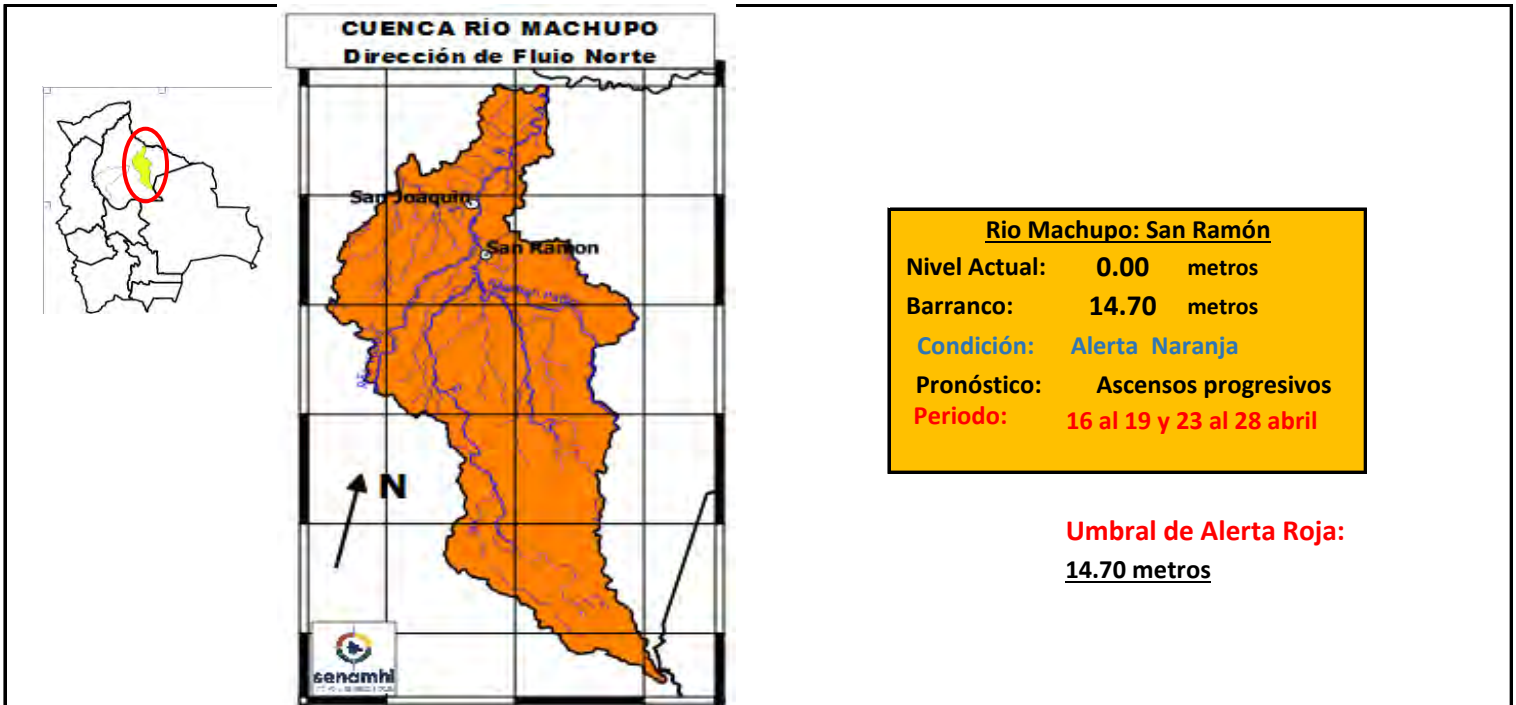 CUENCA RÍO MACHUPO
Dirección de Flujo Norte
San Joaquin
San Ramon
N
senamhi
Rio Machupo: San Ramón
Nivel Actual: 0.00 metros
Barranco: 14.70 metros
Condición: Alerta Naranja
Pronóstico: Ascensos progresivos
Periodo: 16 al 19 y 23 al 28 abril
Umbral de Alerta Roja:
14.70 metros